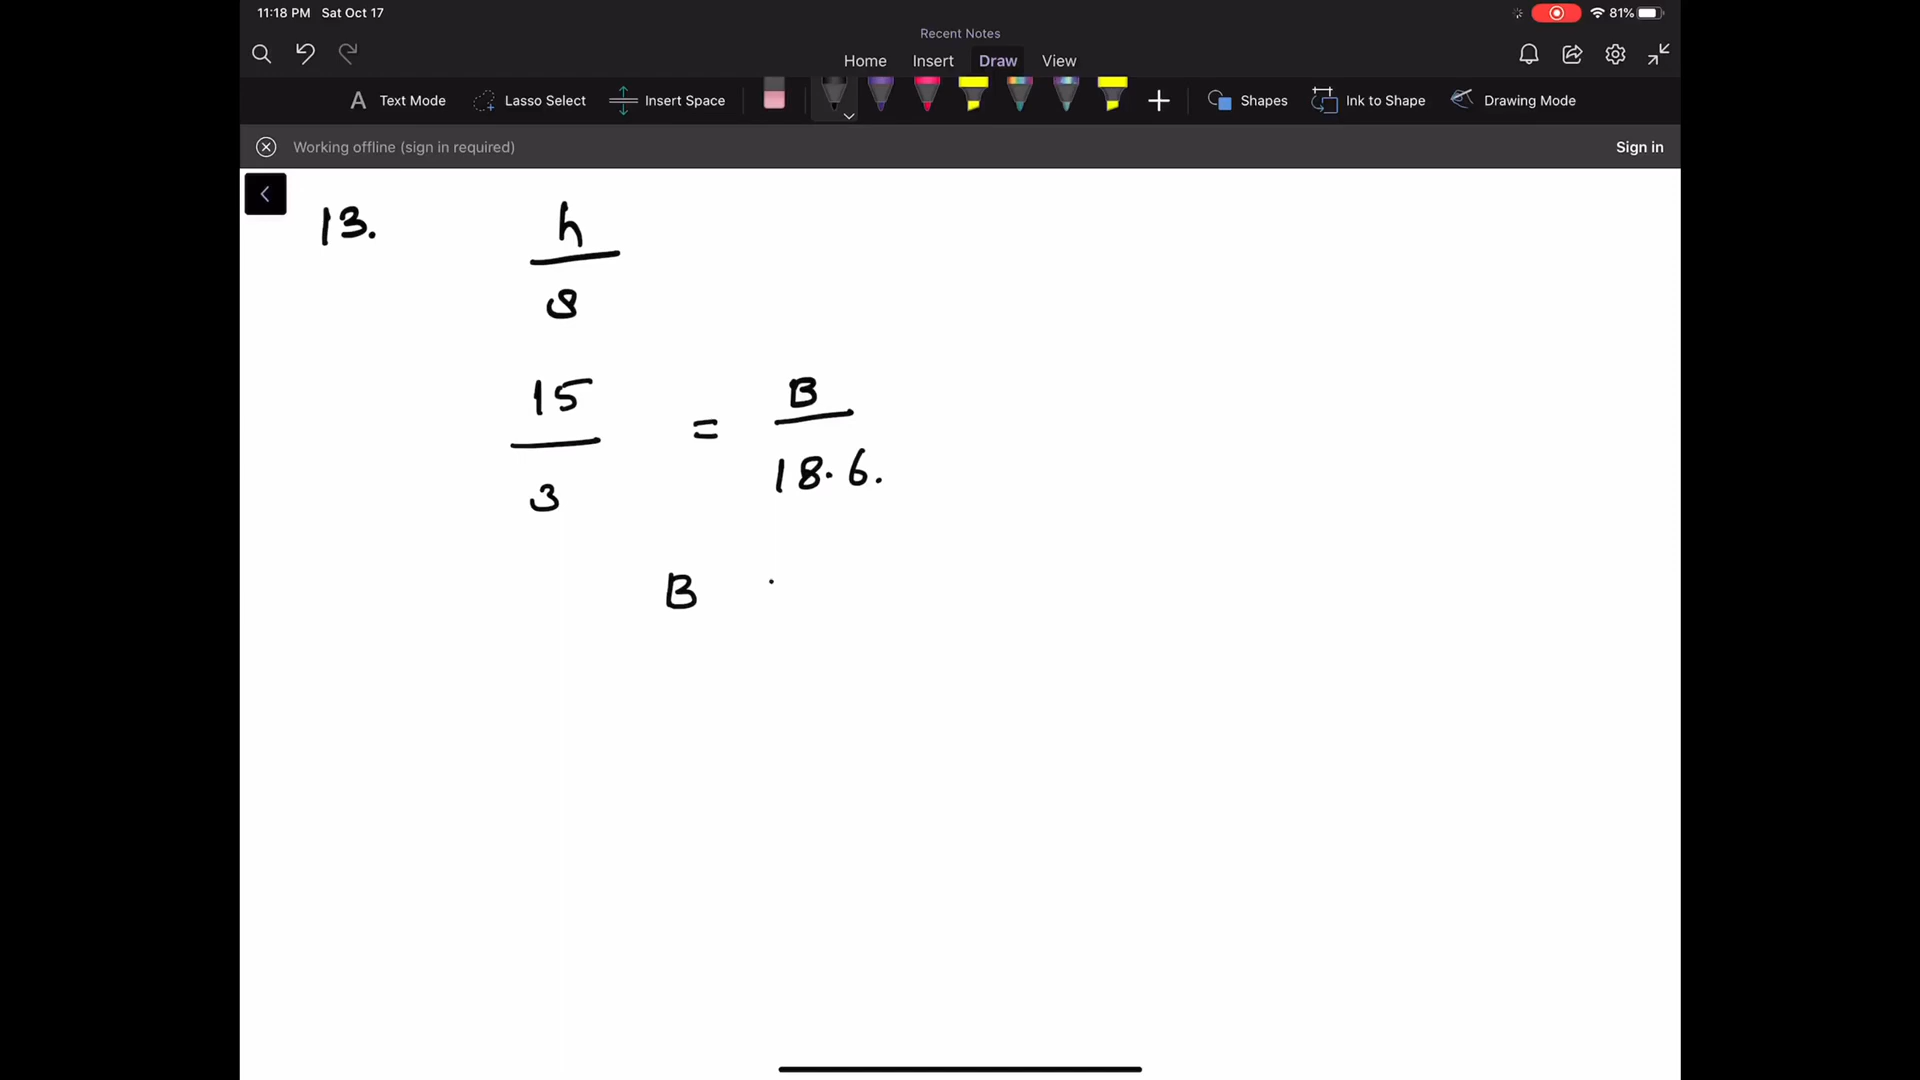 11:18 PM Sat Oct 17 81%
Recent Notes
Home Insert Draw View
A Text Mode Lasso Select Insert Space Shapes Ink to Shape Drawing Mode
Working offline (sign in required) Sign in
13. h
s
15 = B
3 18.6.
B